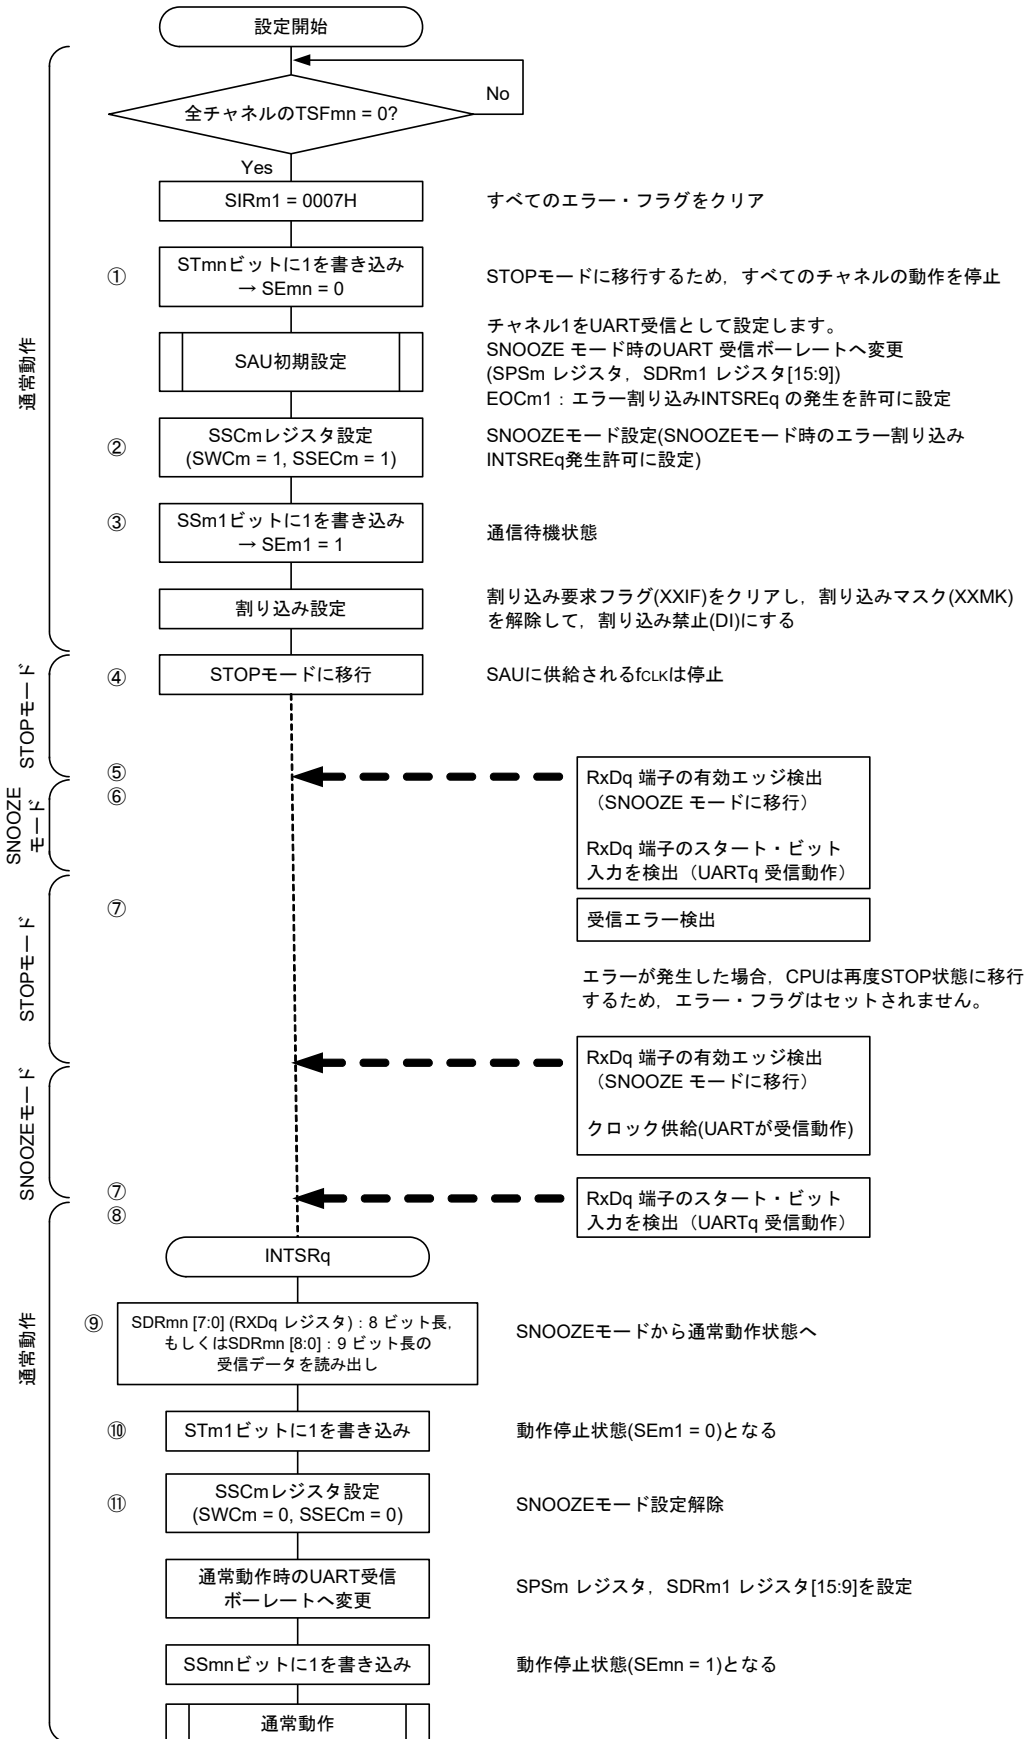 設定開始
No
全チャネルのTSFmn = 0?
Yes
SIRm1 = 0007H
すべてのエラー・フラグをクリア
①
STmnビットに1を書き込み
→ SEmn = 0
STOPモードに移行するため，すべてのチャネルの動作を停止
通常動作
SAU初期設定
チャネル1をUART受信として設定します。
SNOOZE モード時のUART 受信ボーレートへ変更
(SPSm レジスタ，SDRm1 レジスタ[15:9])
EOCm1：エラー割り込みINTSREq の発生を許可に設定
②
SSCmレジスタ設定
(SWCm = 1, SSECm = 1)
SNOOZEモード設定(SNOOZEモード時のエラー割り込み
INTSREq発生許可に設定)
③
SSm1ビットに1を書き込み
→ SEm1 = 1
通信待機状態
割り込み設定
割り込み要求フラグ(XXIF)をクリアし，割り込みマスク(XXMK)
を解除して，割り込み禁止(DI)にする
STOPモード
④
STOPモードに移行
SAUに供給されるfCLKは停止
⑤
⑥
SNOOZE
モード
RxDq 端子の有効エッジ検出
（SNOOZE モードに移行）
RxDq 端子のスタート・ビット
入力を検出（UARTq 受信動作）
⑦
受信エラー検出
STOPモード
エラーが発生した場合，CPUは再度STOP状態に移行
するため，エラー・フラグはセットされません。
RxDq 端子の有効エッジ検出
（SNOOZE モードに移行）
クロック供給(UARTが受信動作)
SNOOZEモード
⑦
⑧
RxDq 端子のスタート・ビット
入力を検出（UARTq 受信動作）
INTSRq
通常動作
⑨
SDRmn [7:0] (RXDq レジスタ)：8 ビット長，
もしくはSDRmn [8:0]：9 ビット長の
受信データを読み出し
SNOOZEモードから通常動作状態へ
⑩
STm1ビットに1を書き込み
動作停止状態(SEm1 = 0)となる
⑪
SSCmレジスタ設定
(SWCm = 0, SSECm = 0)
SNOOZEモード設定解除
通常動作時のUART受信
ボーレートへ変更
SPSm レジスタ，SDRm1 レジスタ[15:9]を設定
SSmnビットに1を書き込み
動作停止状態(SEmn = 1)となる
通常動作